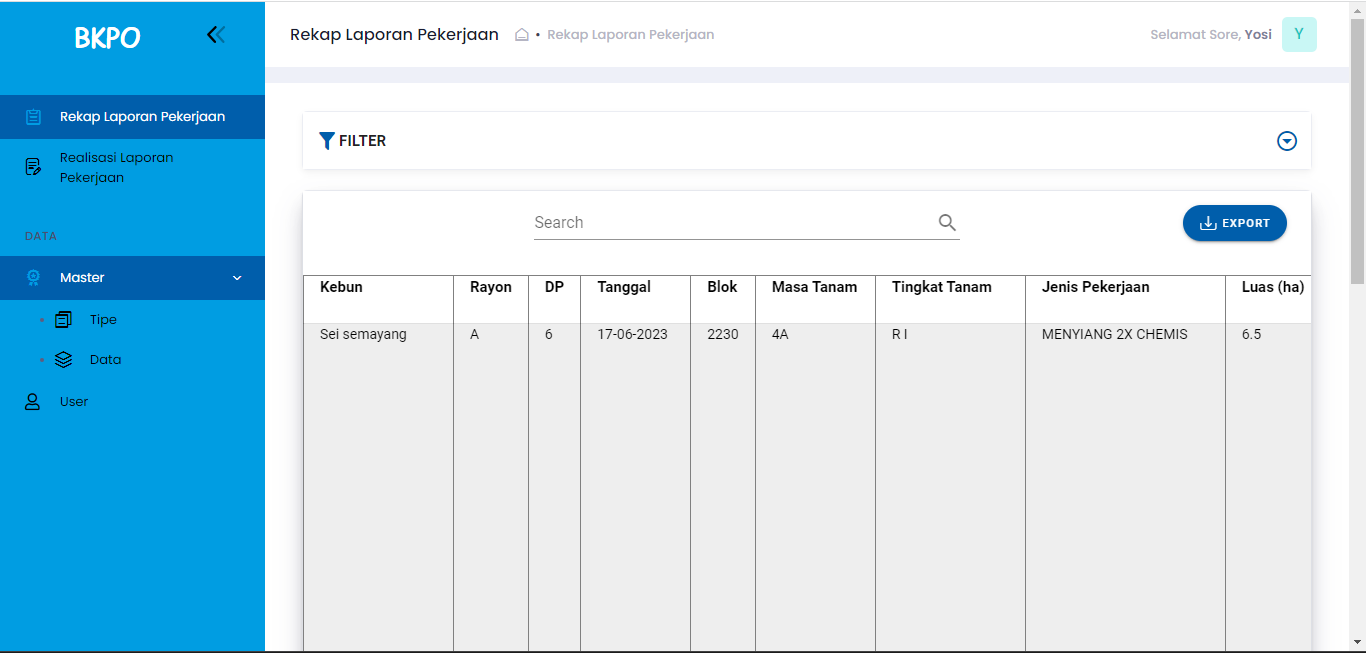 BKPO
Rekap Laporan Pekerjaan
Realisasi Laporan
Pekerjaan
DATA
Master
Tipe
Data
User
Rekap Laporan Pekerjaan • Rekap Laporan Pekerjaan
Selamat Sore, Yosi Y
FILTER
Search
EXPORT
Kebun Rayon DP Tanggal Blok Masa Tanam Tingkat Tanam Jenis Pekerjaan Luas (ha)
Sei semayang A 6 17-06-2023 2230 4A R I MENYIANG 2X CHEMIS 6.5